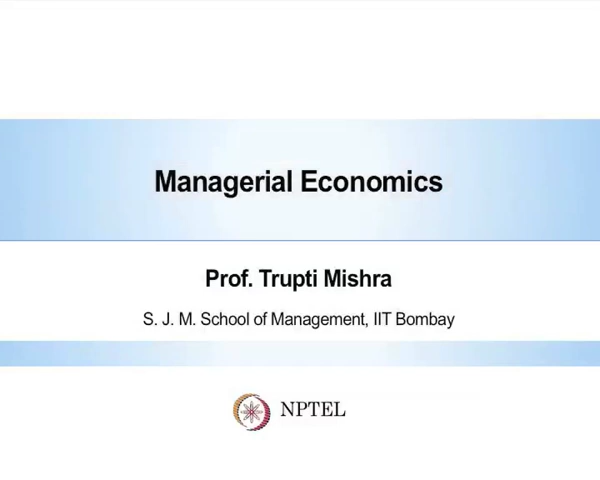 Managerial Economics
Prof. Trupti Mishra
S. J. M. School of Management, IIT Bombay
NPTEL